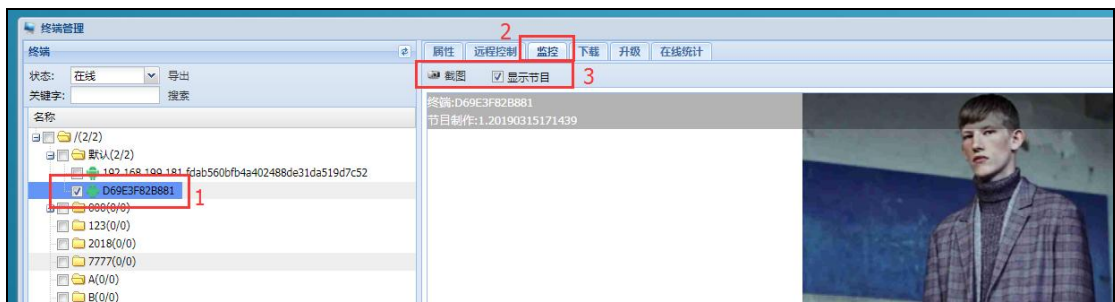 终端管理
终端
状态: 在线 导出
关键字: 搜索
名称
/(2/2)
默认(2/2)
192.168.199.181,fdab560bfb4a402488de31da519d7c52
D69E3F82B881
1
888(0/0)
123(0/0)
2018(0/0)
7777(0/0)
A(0/0)
B(0/0)
2
属性 远程控制 监控 下载 升级 在线统计
截图 显示节目 3
终端:D69E3F82B881
节目制作:1.20190315171439